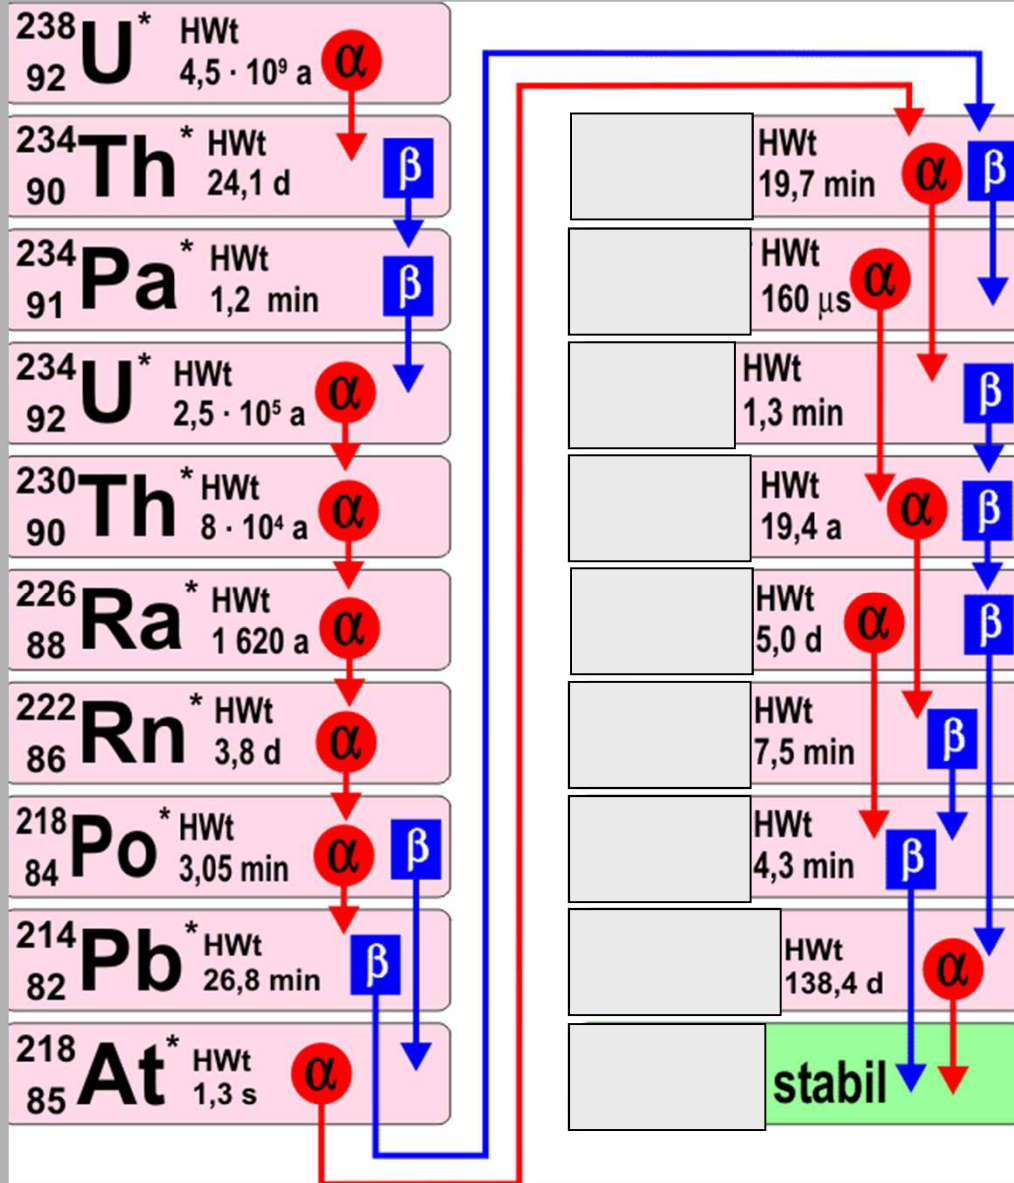 238 U* HWt
92 4,5 · 10⁹ a α
234 Th* HWt
90 24,1 d β
234 Pa* HWt
91 1,2 min β
234 U* HWt
92 2,5 · 10⁵ a α
230 Th* HWt
90 8 · 10⁴ a α
226 Ra* HWt
88 1 620 a α
222 Rn* HWt
86 3,8 d α
218 Po* HWt
84 3,05 min α β
214 Pb* HWt
82 26,8 min β
218 At* HWt
85 1,3 s α
HWt
19,7 min α β
HWt
160 μs α
HWt
1,3 min β
HWt
19,4 a α β
HWt
5,0 d α β
HWt
7,5 min β
HWt
4,3 min β
HWt
138,4 d α
stabil